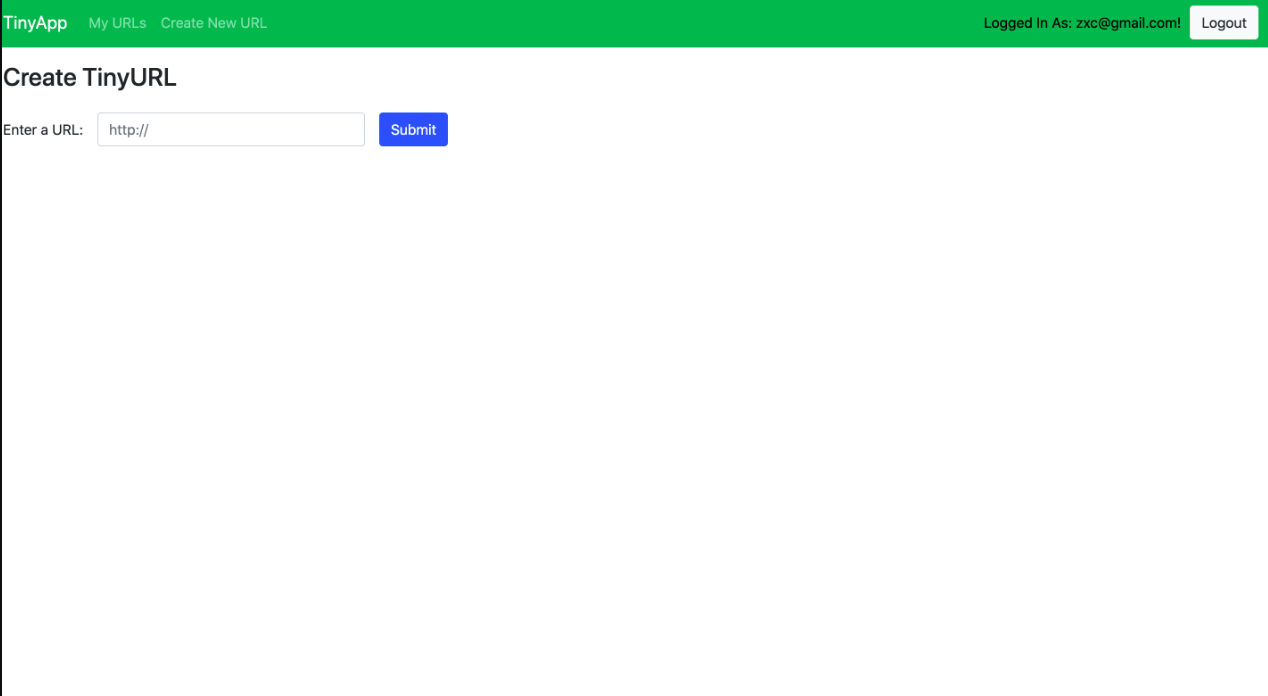 TinyApp My URLs Create New URL Logged In As: zxc@gmail.com! Logout
Create TinyURL
Enter a URL: http:// Submit